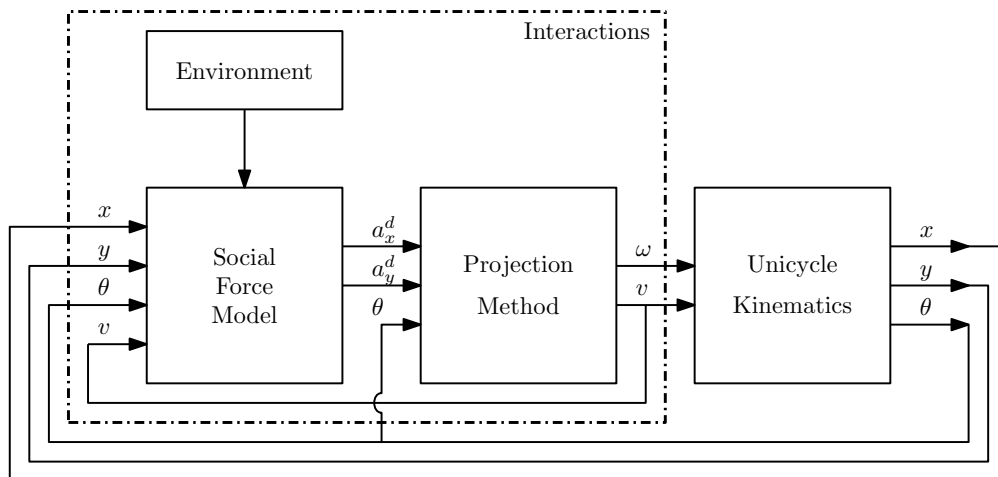 Interactions
Environment
x
y
θ
v
Social
Force
Model
a_x^d
a_y^d
θ
Projection
Method
ω
v
Unicycle
Kinematics
x
y
θ